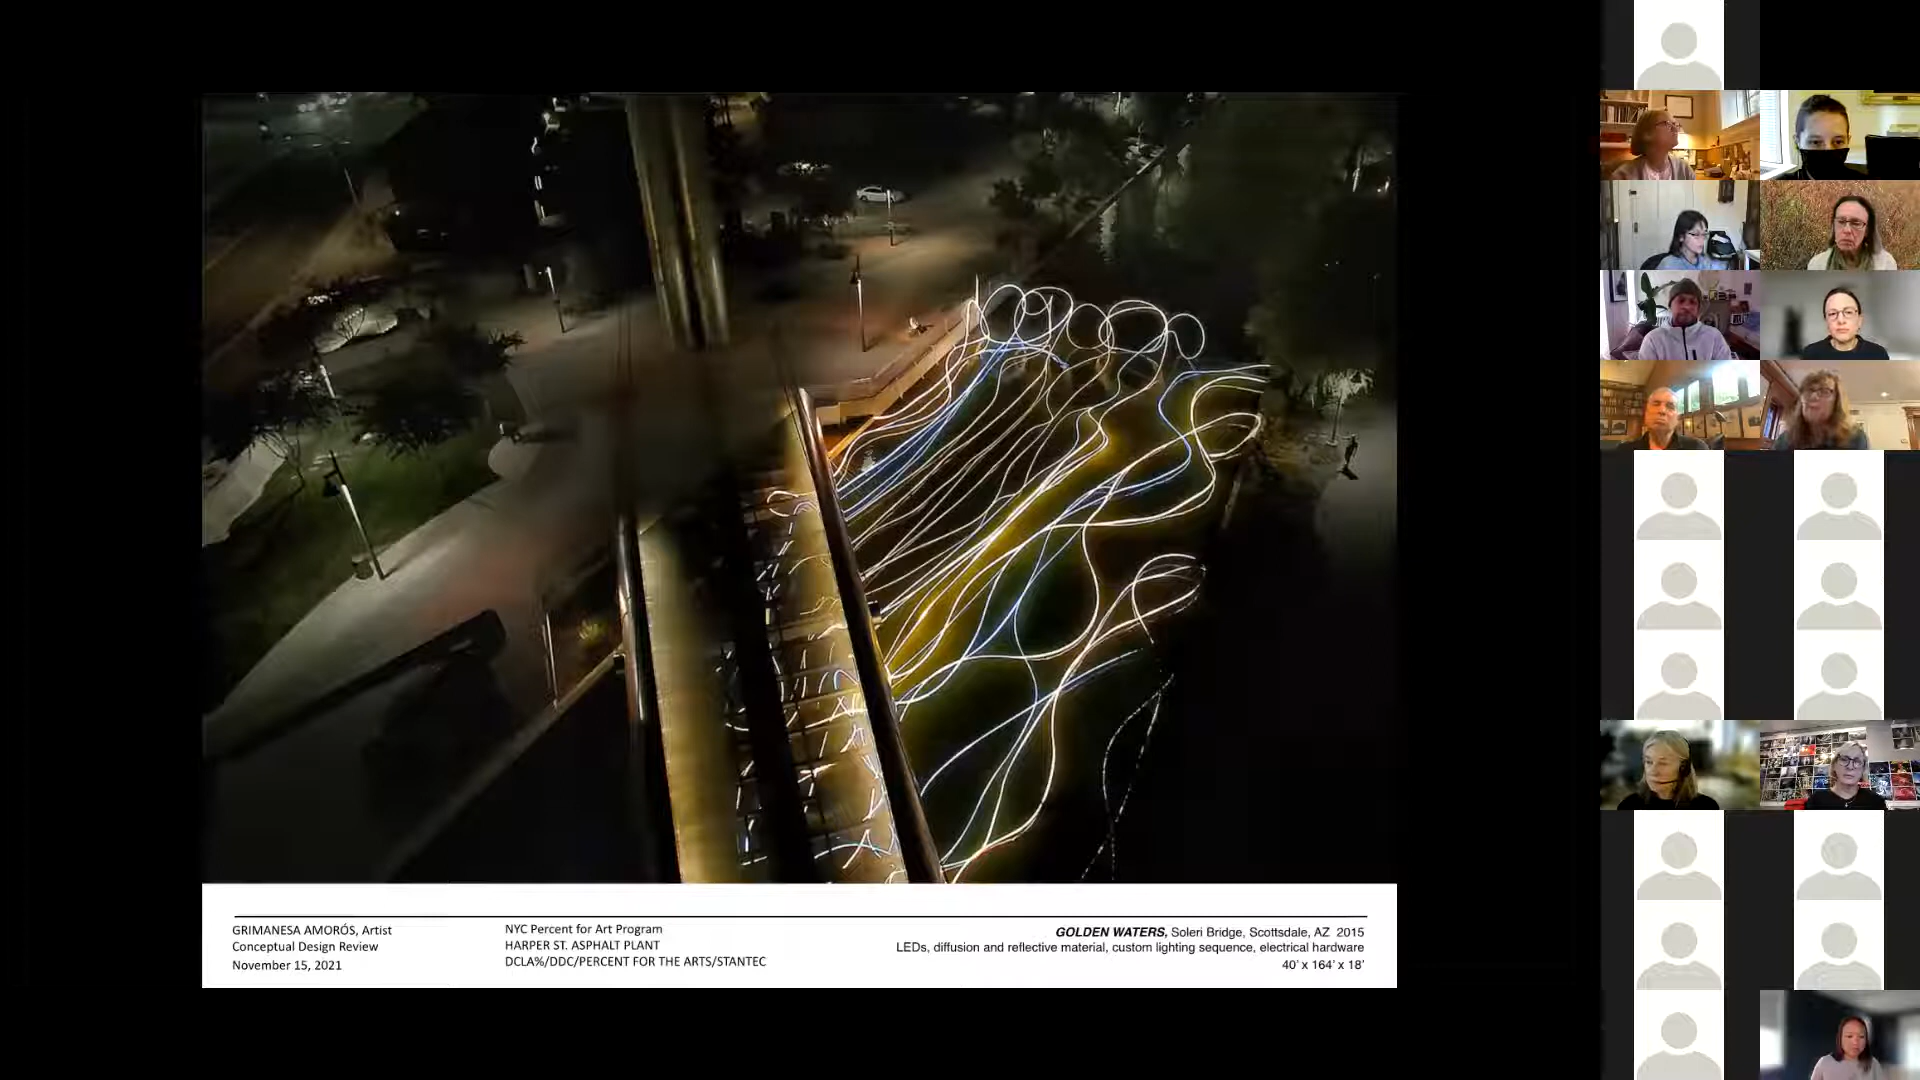 GRIMANESA AMORÓS, Artist
Conceptual Design Review
November 15, 2021
NYC Percent for Art Program
HARPER ST. ASPHALT PLANT
DCLA%/DDC/PERCENT FOR THE ARTS/STANTEC
GOLDEN WATERS, Soleri Bridge, Scottsdale, AZ 2015
LEDs, diffusion and reflective material, custom lighting sequence, electrical hardware
40' x 164' x 18'